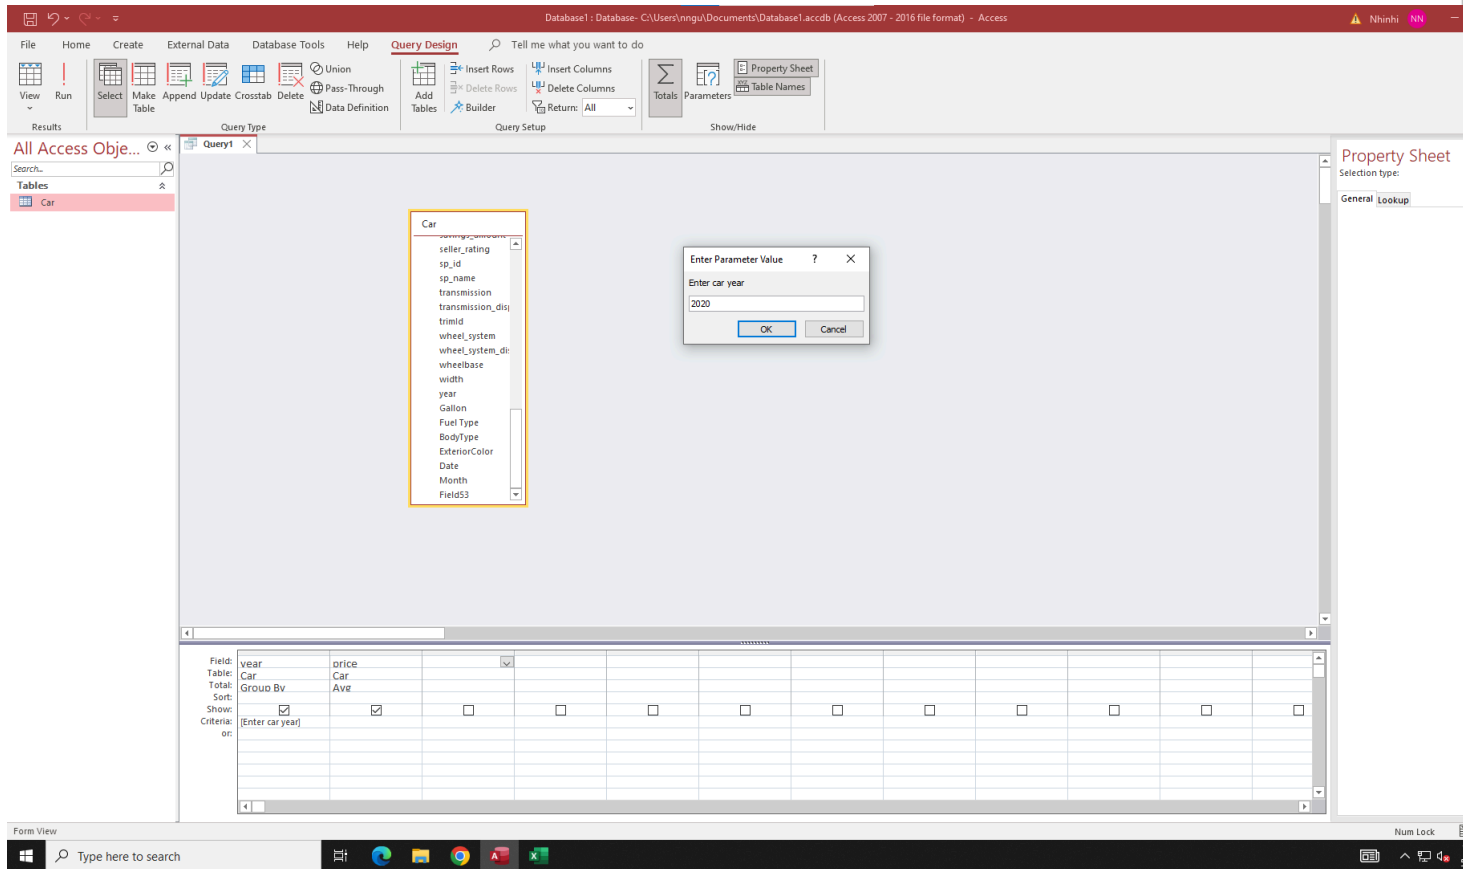 Database1 : Database- C:\Users\nngu\Documents\Database1.accdb (Access 2007 - 2016 file format) - Access
Nhinhi NN
File Home Create External Data Database Tools Help Query Design Tell me what you want to do
View
Run
Select
Make Table
Append
Update
Crosstab
Delete
Union
Pass-Through
Data Definition
Add Tables
Insert Rows
Delete Rows
Builder
Insert Columns
Delete Columns
Return: All
Totals
Parameters
Property Sheet
Table Names
Results Query Type Query Setup Show/Hide
All Access Obje...
Search...
Tables
Car
Query1
Car
savings_amount
seller_rating
sp_id
sp_name
transmission
transmission_disp
trimId
wheel_system
wheel_system_dis
wheelbase
width
year
Gallon
Fuel Type
BodyType
ExteriorColor
Date
Month
Field53
Enter Parameter Value ?
Enter car year
2020
OK Cancel
Property Sheet
Selection type:
General Lookup
Field: year price
Table: Car Car
Total: Group By Avg
Sort:
Show:
Criteria: [Enter car year]
or:
Form View
Num Lock
Type here to search